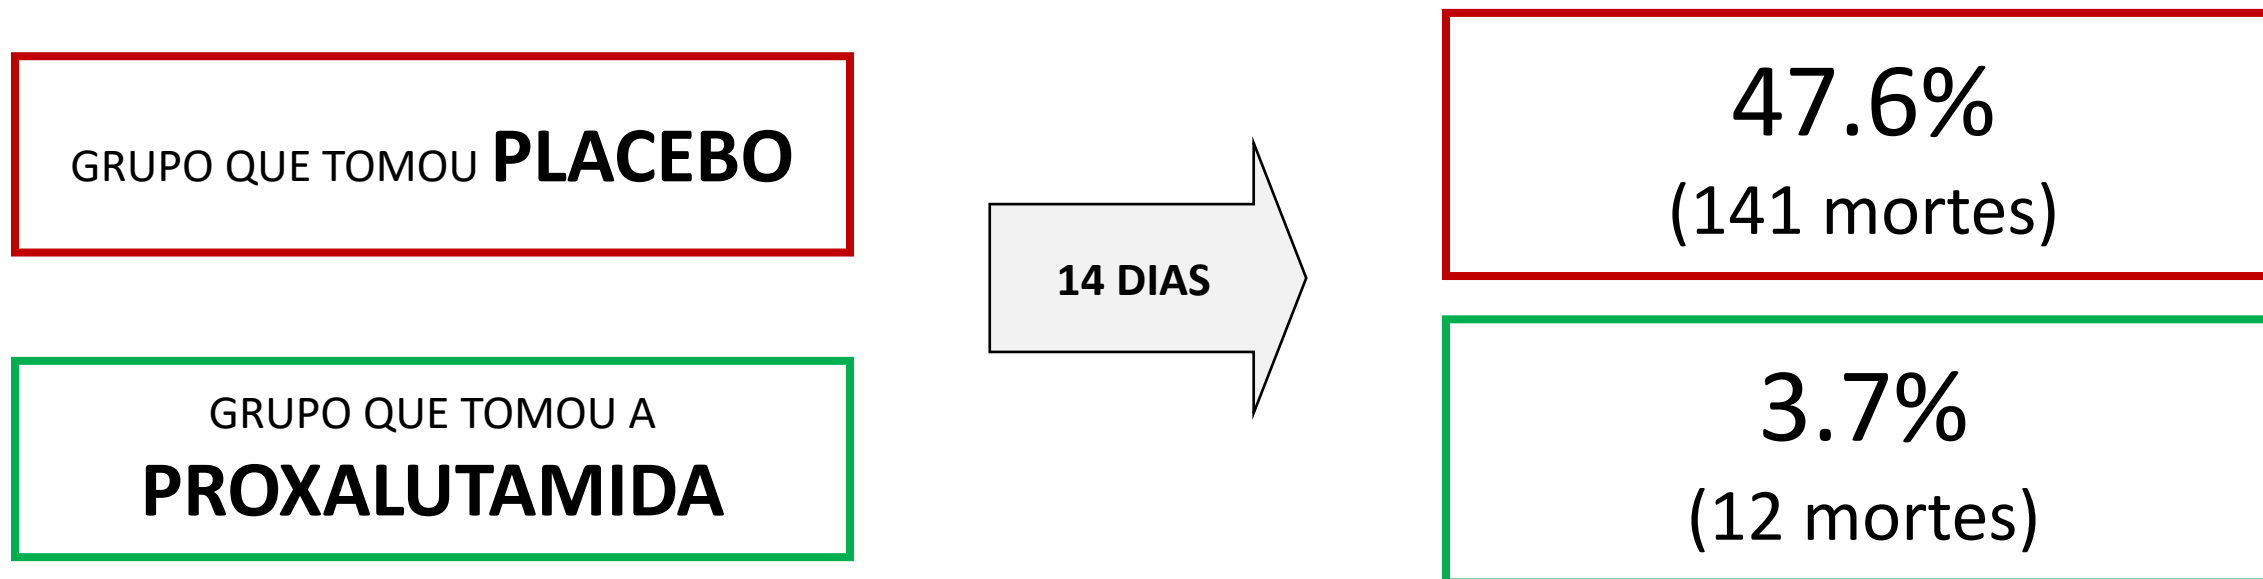 GRUPO QUE TOMOU PLACEBO
14 DIAS
47.6%
(141 mortes)
GRUPO QUE TOMOU A
PROXALUTAMIDA
3.7%
(12 mortes)